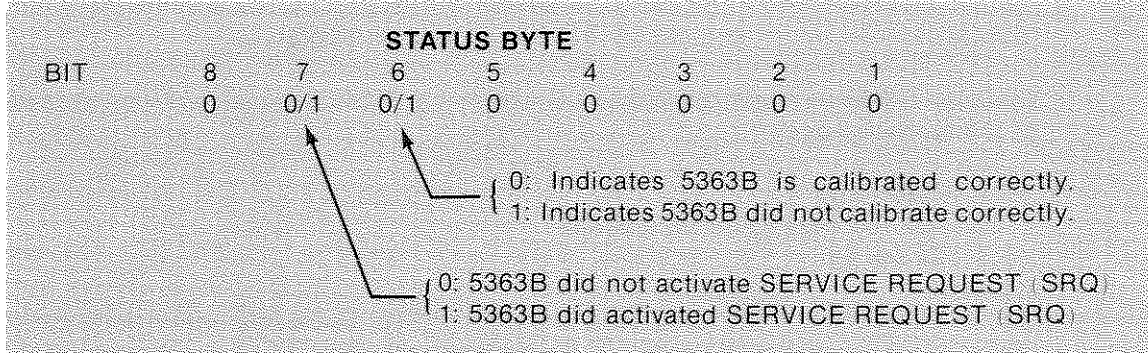 STATUS BYTE
BIT 8 7 6 5 4 3 2 1
0 0/1 0/1 0 0 0 0 0
0: Indicates 5363B is calibrated correctly.
1: Indicates 5363B did not calibrate correctly.
0: 5363B did not activate SERVICE REQUEST (SRQ)
1: 5363B did activated SERVICE REQUEST (SRQ)